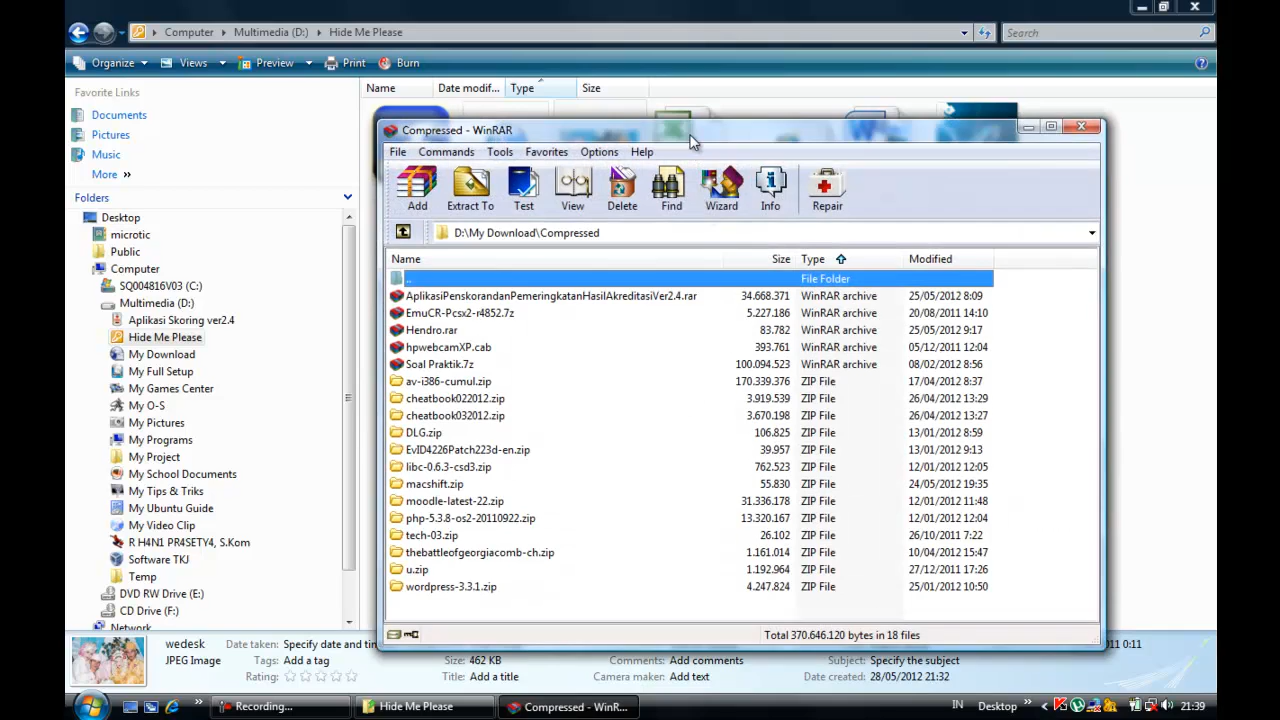 Computer Multimedia (D:) Hide Me Please Search
Organize Views Preview Print Burn
Favorite Links
Documents
Pictures
Music
More »
Folders
Desktop
microtic
Public
Computer
SQ004816V03 (C:)
Multimedia (D:)
Aplikasi Skoring ver2.4
Hide Me Please
My Download
My Full Setup
My Games Center
My O-S
My Pictures
My Programs
My Project
My School Documents
My Tips & Triks
My Ubuntu Guide
My Video Clip
R H4N1 PR4SETY4, S.Kom
Software TKJ
Temp
DVD RW Drive (E:)
CD Drive (F:)
Network
Name Date modif... Type Size
Compressed - WinRAR
File Commands Tools Favorites Options Help
Add Extract To Test View Delete Find Wizard Info Repair
D:\My Download\Compressed
Name Size Type Modified
.. File Folder
AplikasiPenskorandanPemeringkatanHasilAkreditasiVer2.4.rar 34.668.371 WinRAR archive 25/05/2012 8:09
EmuCR-Pcsx2-r4852.7z 5.227.186 WinRAR archive 20/08/2011 14:10
Hendro.rar 83.782 WinRAR archive 25/05/2012 9:17
hpwebcamXP.cab 393.761 WinRAR archive 05/12/2011 12:04
Soal Praktik.7z 100.094.523 WinRAR archive 08/02/2012 8:56
av-i386-cumul.zip 170.339.376 ZIP File 17/04/2012 8:37
cheatbook022012.zip 3.919.539 ZIP File 26/04/2012 13:29
cheatbook032012.zip 3.670.198 ZIP File 26/04/2012 13:27
DLG.zip 106.825 ZIP File 13/01/2012 8:59
EvID4226Patch223d-en.zip 39.957 ZIP File 13/01/2012 9:13
libc-0.6.3-csd3.zip 762.523 ZIP File 12/01/2012 12:05
macshift.zip 55.830 ZIP File 24/05/2012 19:35
moodle-latest-22.zip 31.336.178 ZIP File 12/01/2012 11:48
php-5.3.8-os2-20110922.zip 13.320.167 ZIP File 12/01/2012 12:04
tech-03.zip 26.102 ZIP File 26/10/2011 7:22
thebattleofgeorgiacomb-ch.zip 1.161.014 ZIP File 10/04/2012 15:47
u.zip 1.192.964 ZIP File 27/12/2011 17:26
wordpress-3.3.1.zip 4.247.824 ZIP File 25/01/2012 10:50
Total 370.646.120 bytes in 18 files
wedesk Date taken: Specify date and tim 011 0:11
JPEG Image Tags: Add a tag Size: 462 KB Comments: Add comments Subject: Specify the subject
Rating: Title: Add a title Camera maker: Add text Date created: 28/05/2012 21:32
» Recording... Hide Me Please Compressed - WinR... IN Desktop » 21:39